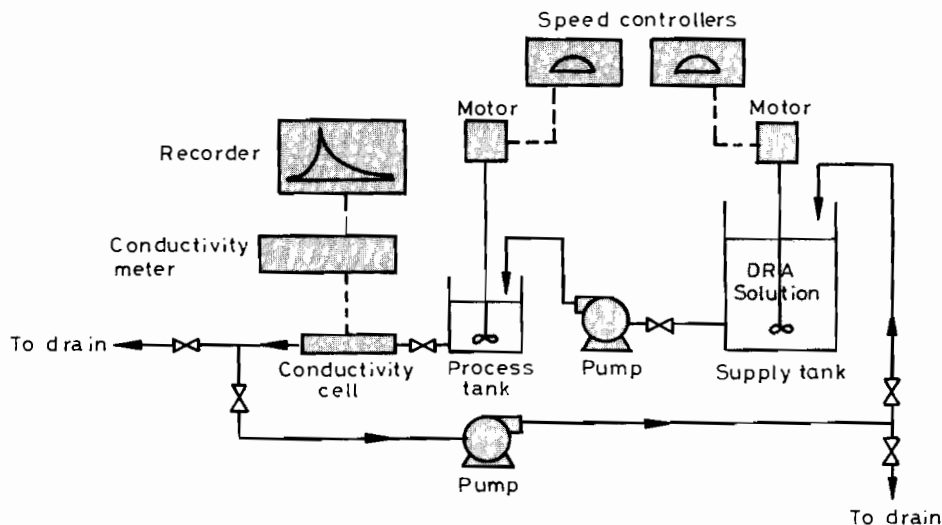 Speed controllers
Motor
Motor
Recorder
Conductivity
meter
DRA
Solution
To drain
Conductivity
cell
Process
tank
Pump
Supply tank
Pump
To drain